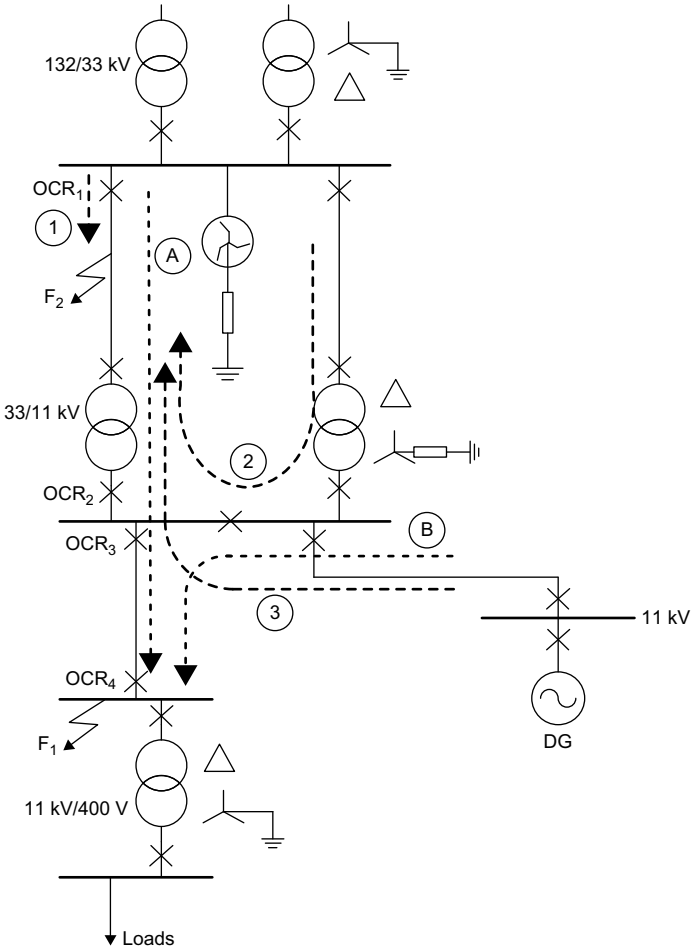 132/33 kV
OCR₁
1
A
F₂
33/11 kV
2
OCR₂
B
OCR₃
3
11 kV
OCR₄
F₁
DG
11 kV/400 V
Loads